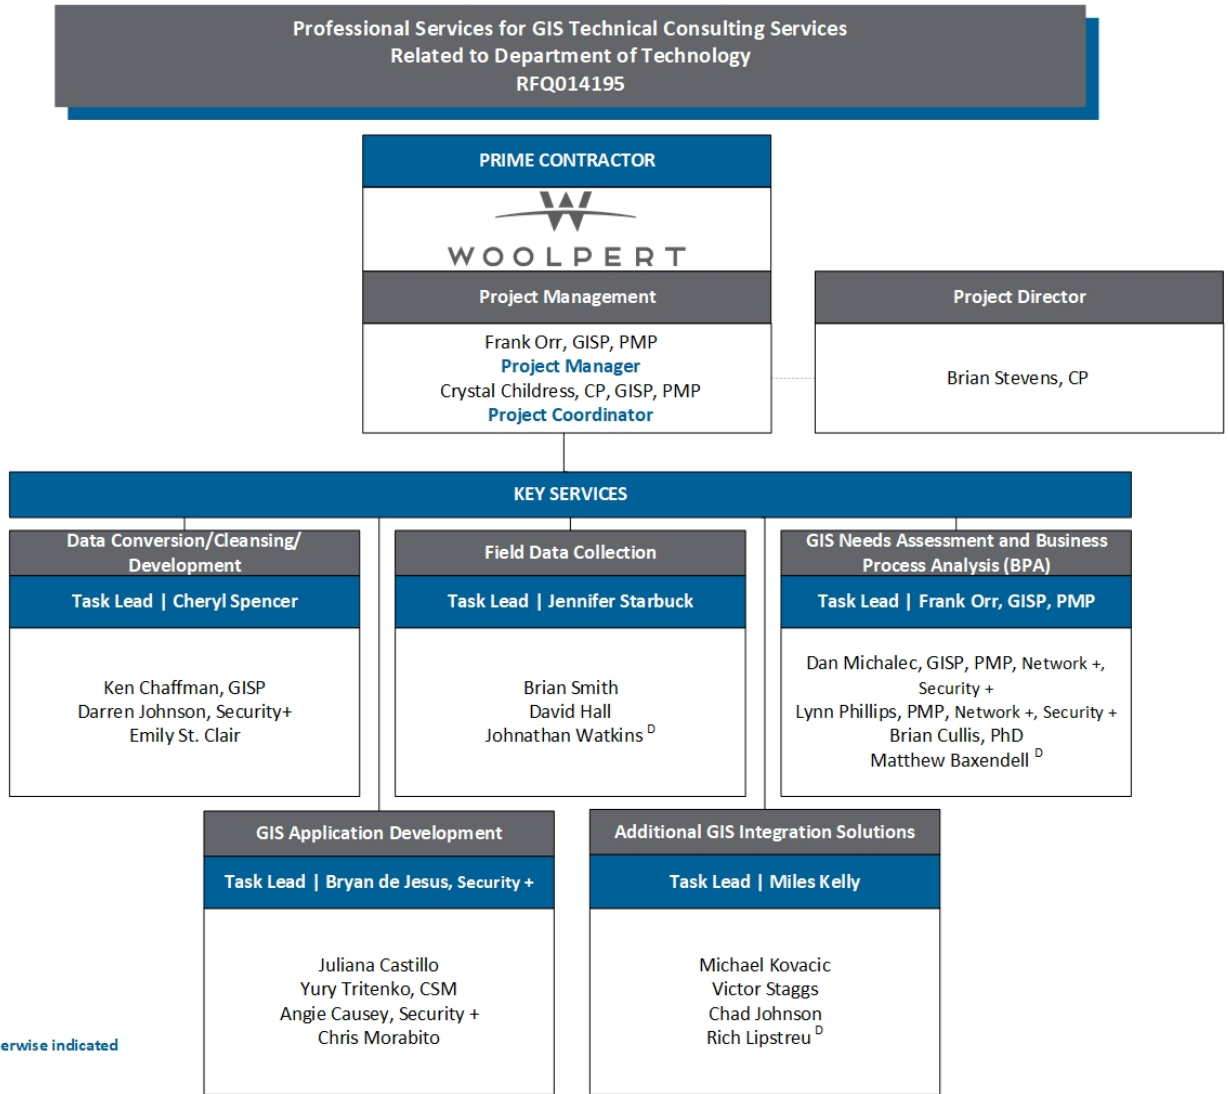 Professional Services for GIS Technical Consulting Services
Related to Department of Technology
RFQ014195
PRIME CONTRACTOR
WOOLPERT
Project Management
Frank Orr, GISP, PMP
Project Manager
Crystal Childress, CP, GISP, PMP
Project Coordinator
Project Director
Brian Stevens, CP
KEY SERVICES
Data Conversion/Cleansing/
Development
Task Lead | Cheryl Spencer
Ken Chaffman, GISP
Darren Johnson, Security+
Emily St. Clair
Field Data Collection
Task Lead | Jennifer Starbuck
Brian Smith
David Hall
Johnathan Watkins D
GIS Needs Assessment and Business
Process Analysis (BPA)
Task Lead | Frank Orr, GISP, PMP
Dan Michalec, GISP, PMP, Network +,
Security +
Lynn Phillips, PMP, Network +, Security +
Brian Cullis, PhD
Matthew Baxendell D
GIS Application Development
Task Lead | Bryan de Jesus, Security +
Juliana Castillo
Yury Tritenko, CSM
Angie Causey, Security +
Chris Morabito
Additional GIS Integration Solutions
Task Lead | Miles Kelly
Michael Kovacic
Victor Staggs
Chad Johnson
Rich Lipstreu D
erwise indicated